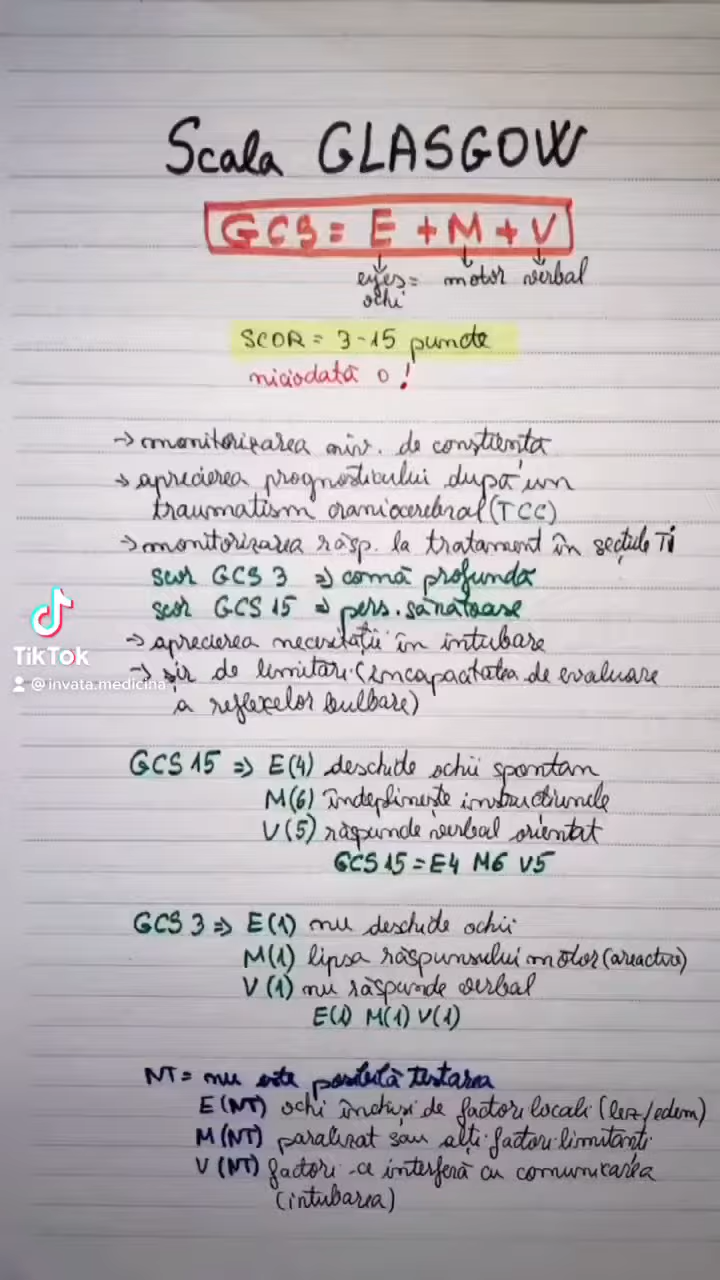 Scala GLASGOW
GCS = E + M + V
eyes = motor verbal
ochi
SCOR = 3-15 puncte
niciodată 0!
→ monitorizarea niv. de conștiență
→ aprecierea prognosticului după un
traumatism craniocerebral (TCC)
→ monitorizarea răsp. la tratament în secțiile TI
scor GCS 3 => comă profundă
scor GCS 15 => pers. sănătoase
→ aprecierea necesității în intubare
→ șir de limitări (incapacitatea de evaluare
a reflexelor bulbare)
GCS 15 => E(4) deschide ochii spontan
M(6) îndeplinește instrucțiunile
V(5) răspunde verbal orientat
GCS 15 = E4 M6 V5
GCS 3 => E(1) nu deschide ochii
M(1) lipsa răspunsului motor (areactiv)
V(1) nu răspunde verbal
E(1) M(1) V(1)
NT = nu este posibilă testarea
E(NT) ochi închiși de factori locali (lez/edem)
M(NT) paralizat sau alți factori limitanți
V(NT) factori ce interferă cu comunicarea
(intubarea)
TikTok
@invata.medicina